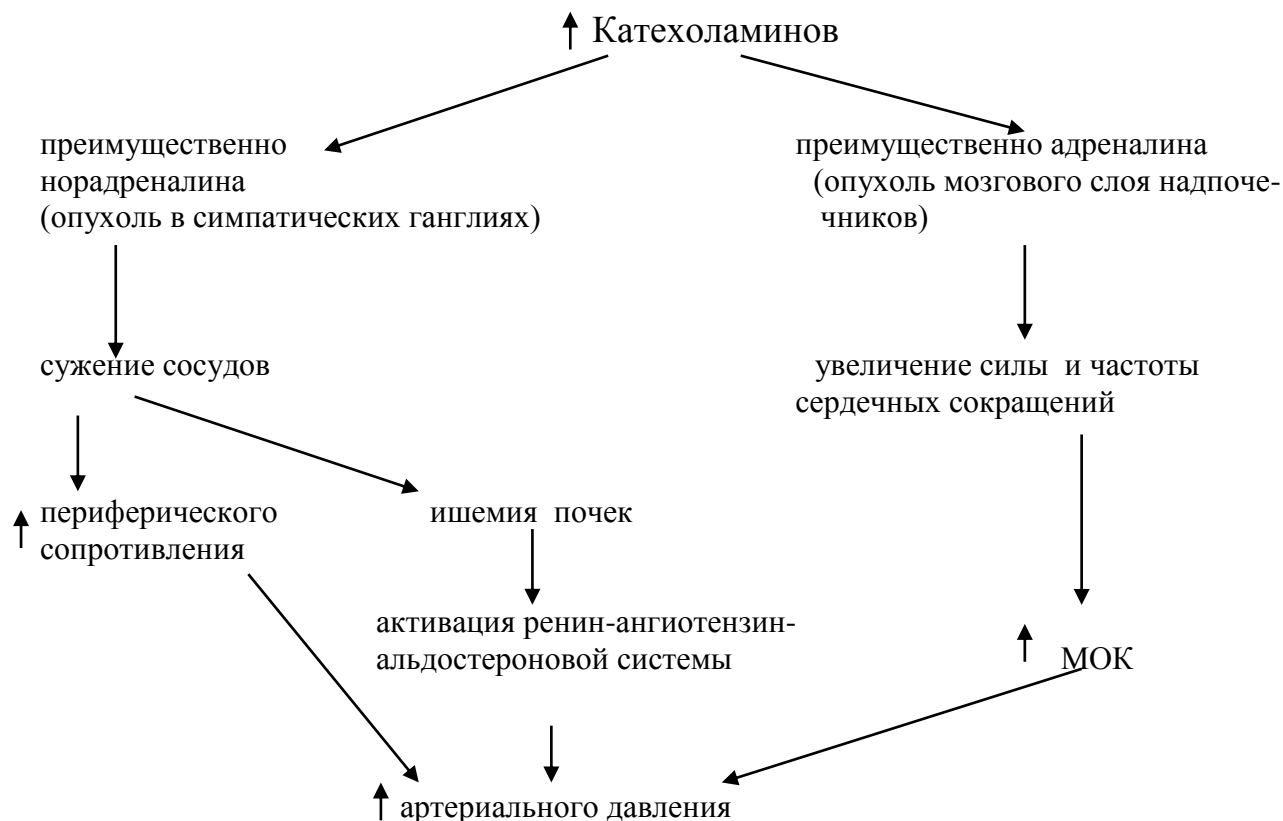 ↑ Катехоламинов
преимущественно
норадреналина
(опухоль в симпатических ганглиях)
преимущественно адреналина
(опухоль мозгового слоя надпоче-
чников)
сужение сосудов
увеличение силы и частоты
сердечных сокращений
↑ периферического
сопротивления
ишемия почек
активация ренин-ангиотензин-
альдостероновой системы
↑ МОК
↑ артериального давления